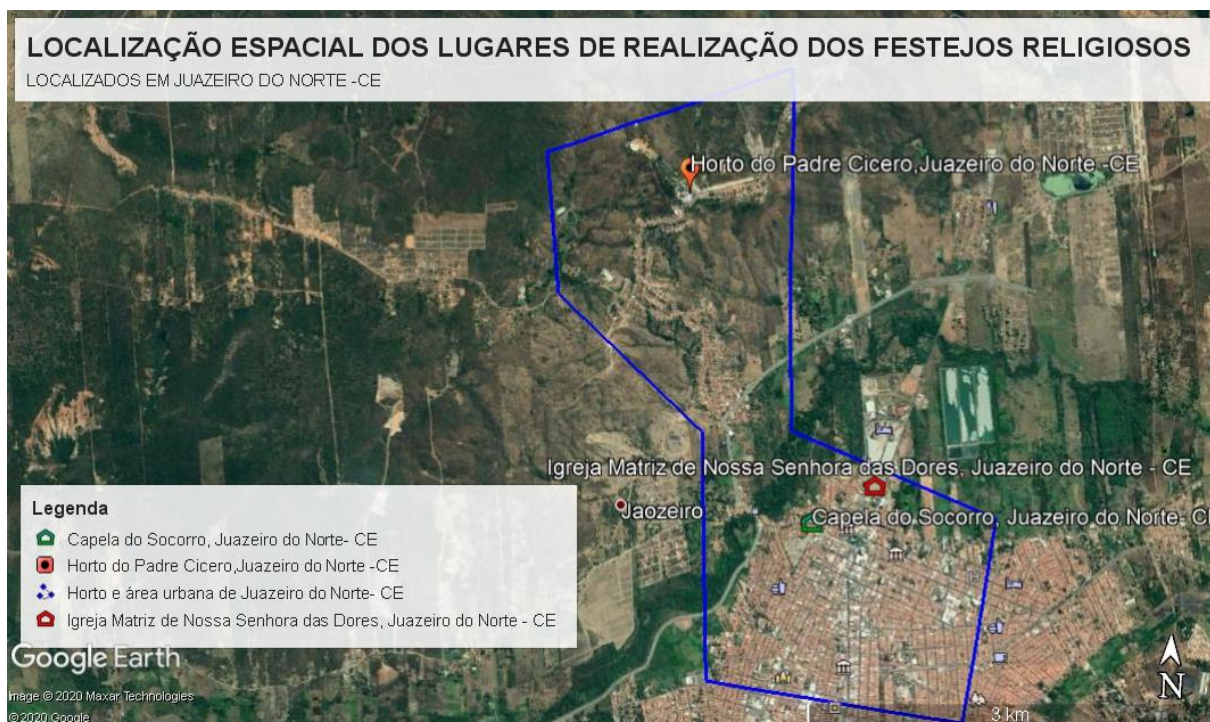 LOCALIZAÇÃO ESPACIAL DOS LUGARES DE REALIZAÇÃO DOS FESTEJOS RELIGIOSOS
LOCALIZADOS EM JUAZEIRO DO NORTE -CE
Horto do Padre Cicero,Juazeiro do Norte -CE
Igreja Matriz de Nossa Senhora das Dores, Juazeiro do Norte - CE
Jaozeiro
Capela do Socorro, Juazeiro do Norte- C
Legenda
Capela do Socorro, Juazeiro do Norte- CE
Horto do Padre Cicero,Juazeiro do Norte -CE
Horto e área urbana de Juazeiro do Norte- CE
Igreja Matriz de Nossa Senhora das Dores, Juazeiro do Norte - CE
Google Earth
Image © 2020 Maxar Technologies
© 2020 Google
N
3 km